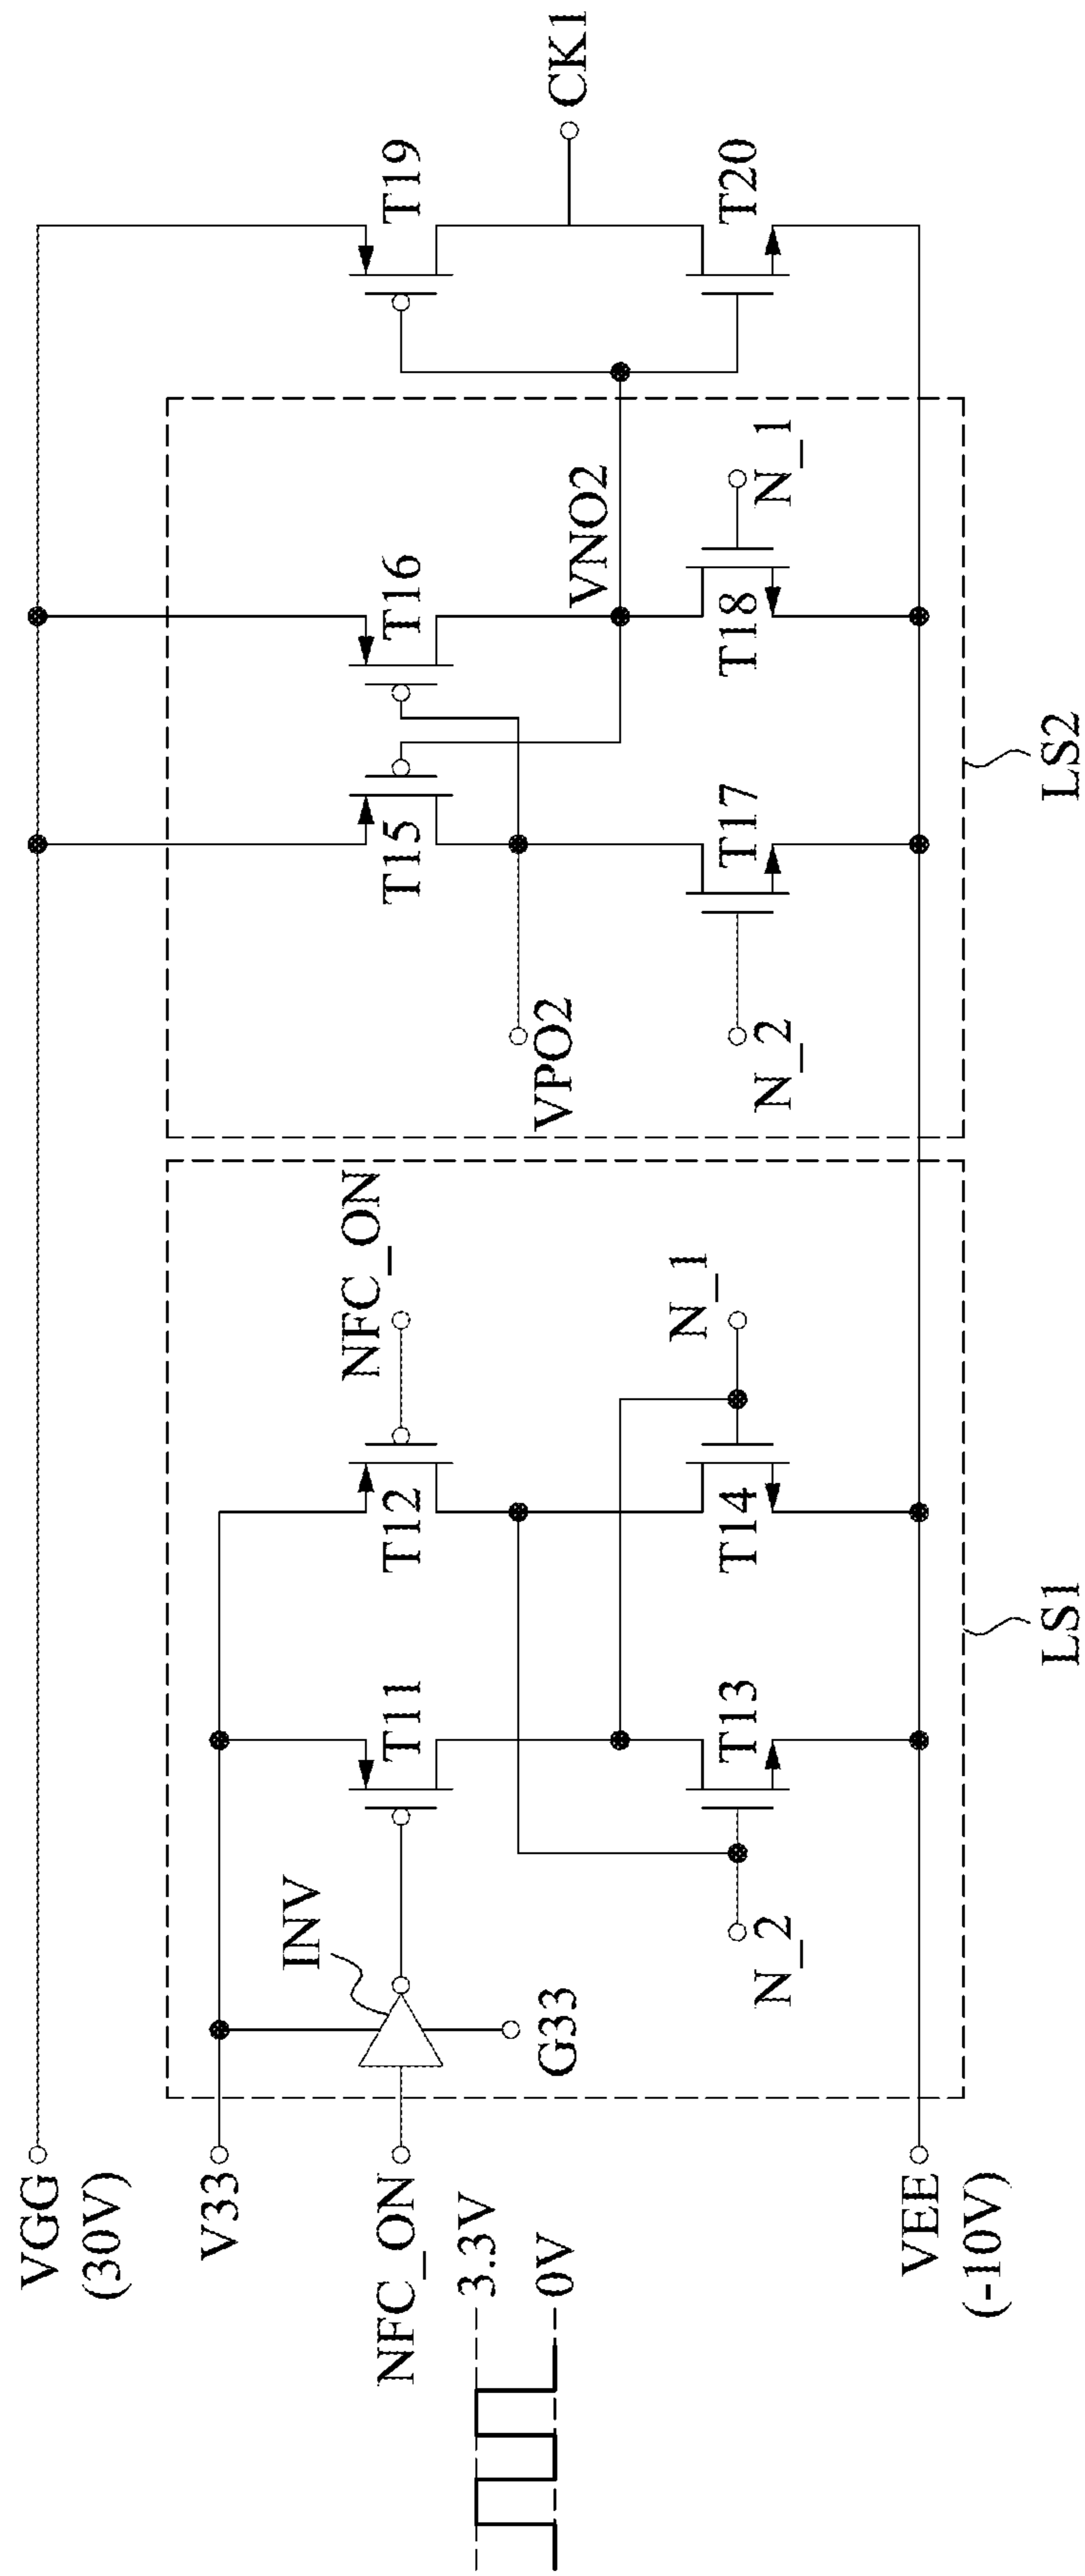 VGG
(30V)
V33
NFC_ON
3.3V
0V
VEE
(-10V)
INV
G33
T11
T12
NFC_ON
N_2
T13
T14
N_1
LS1
VPO2
T15
T16
VNO2
N_2
T17
T18
N_1
LS2
T19
T20
CK1